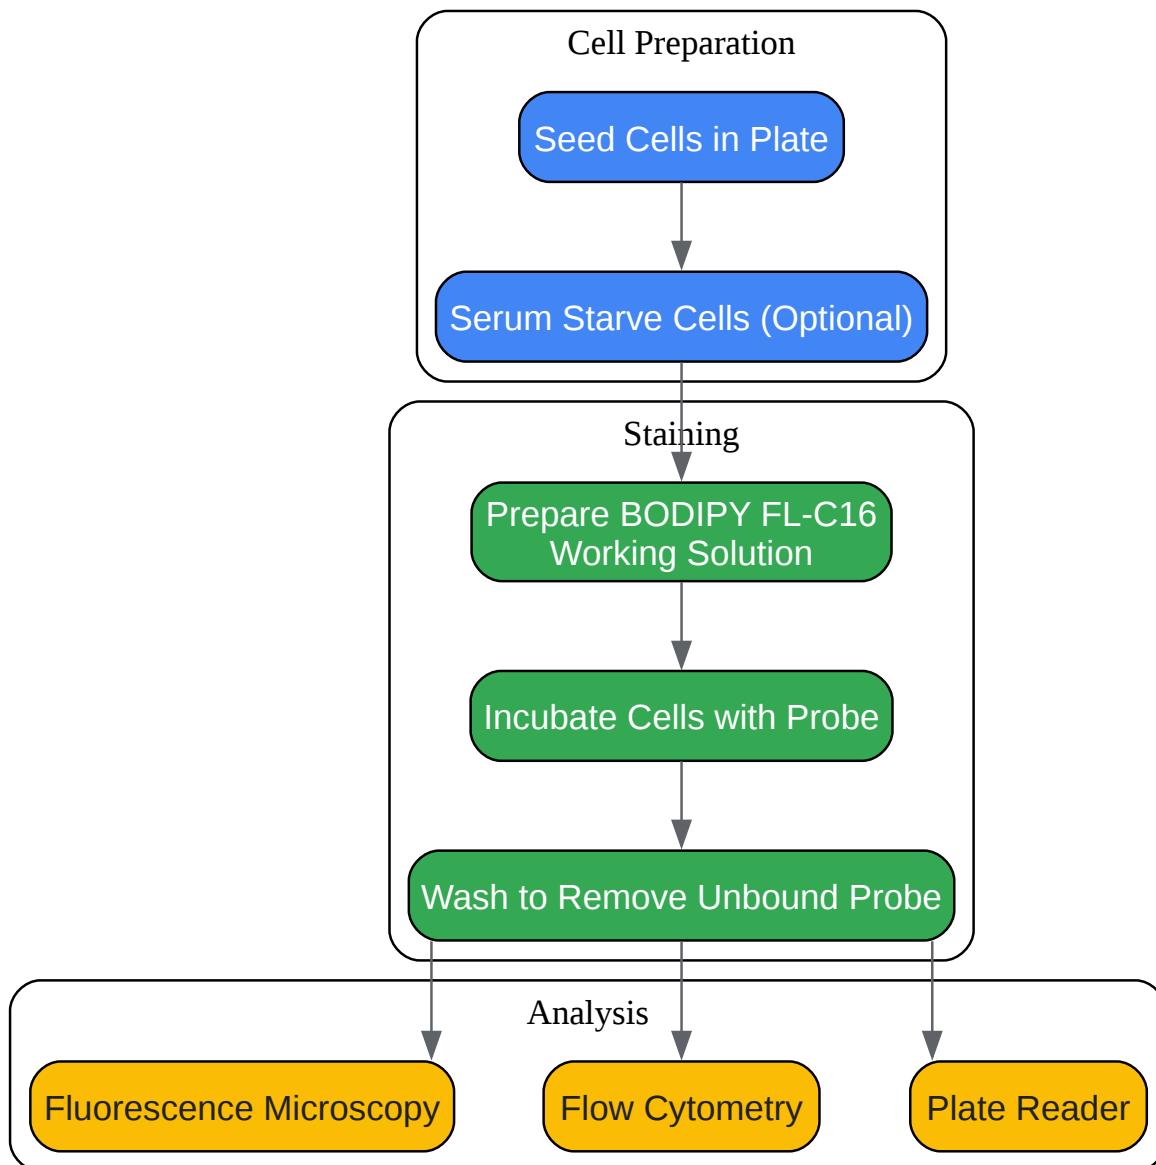 Cell Preparation
Seed Cells in Plate
Serum Starve Cells (Optional)
Staining
Prepare BODIPY FL-C16
Working Solution
Incubate Cells with Probe
Wash to Remove Unbound Probe
Analysis
Fluorescence Microscopy
Flow Cytometry
Plate Reader